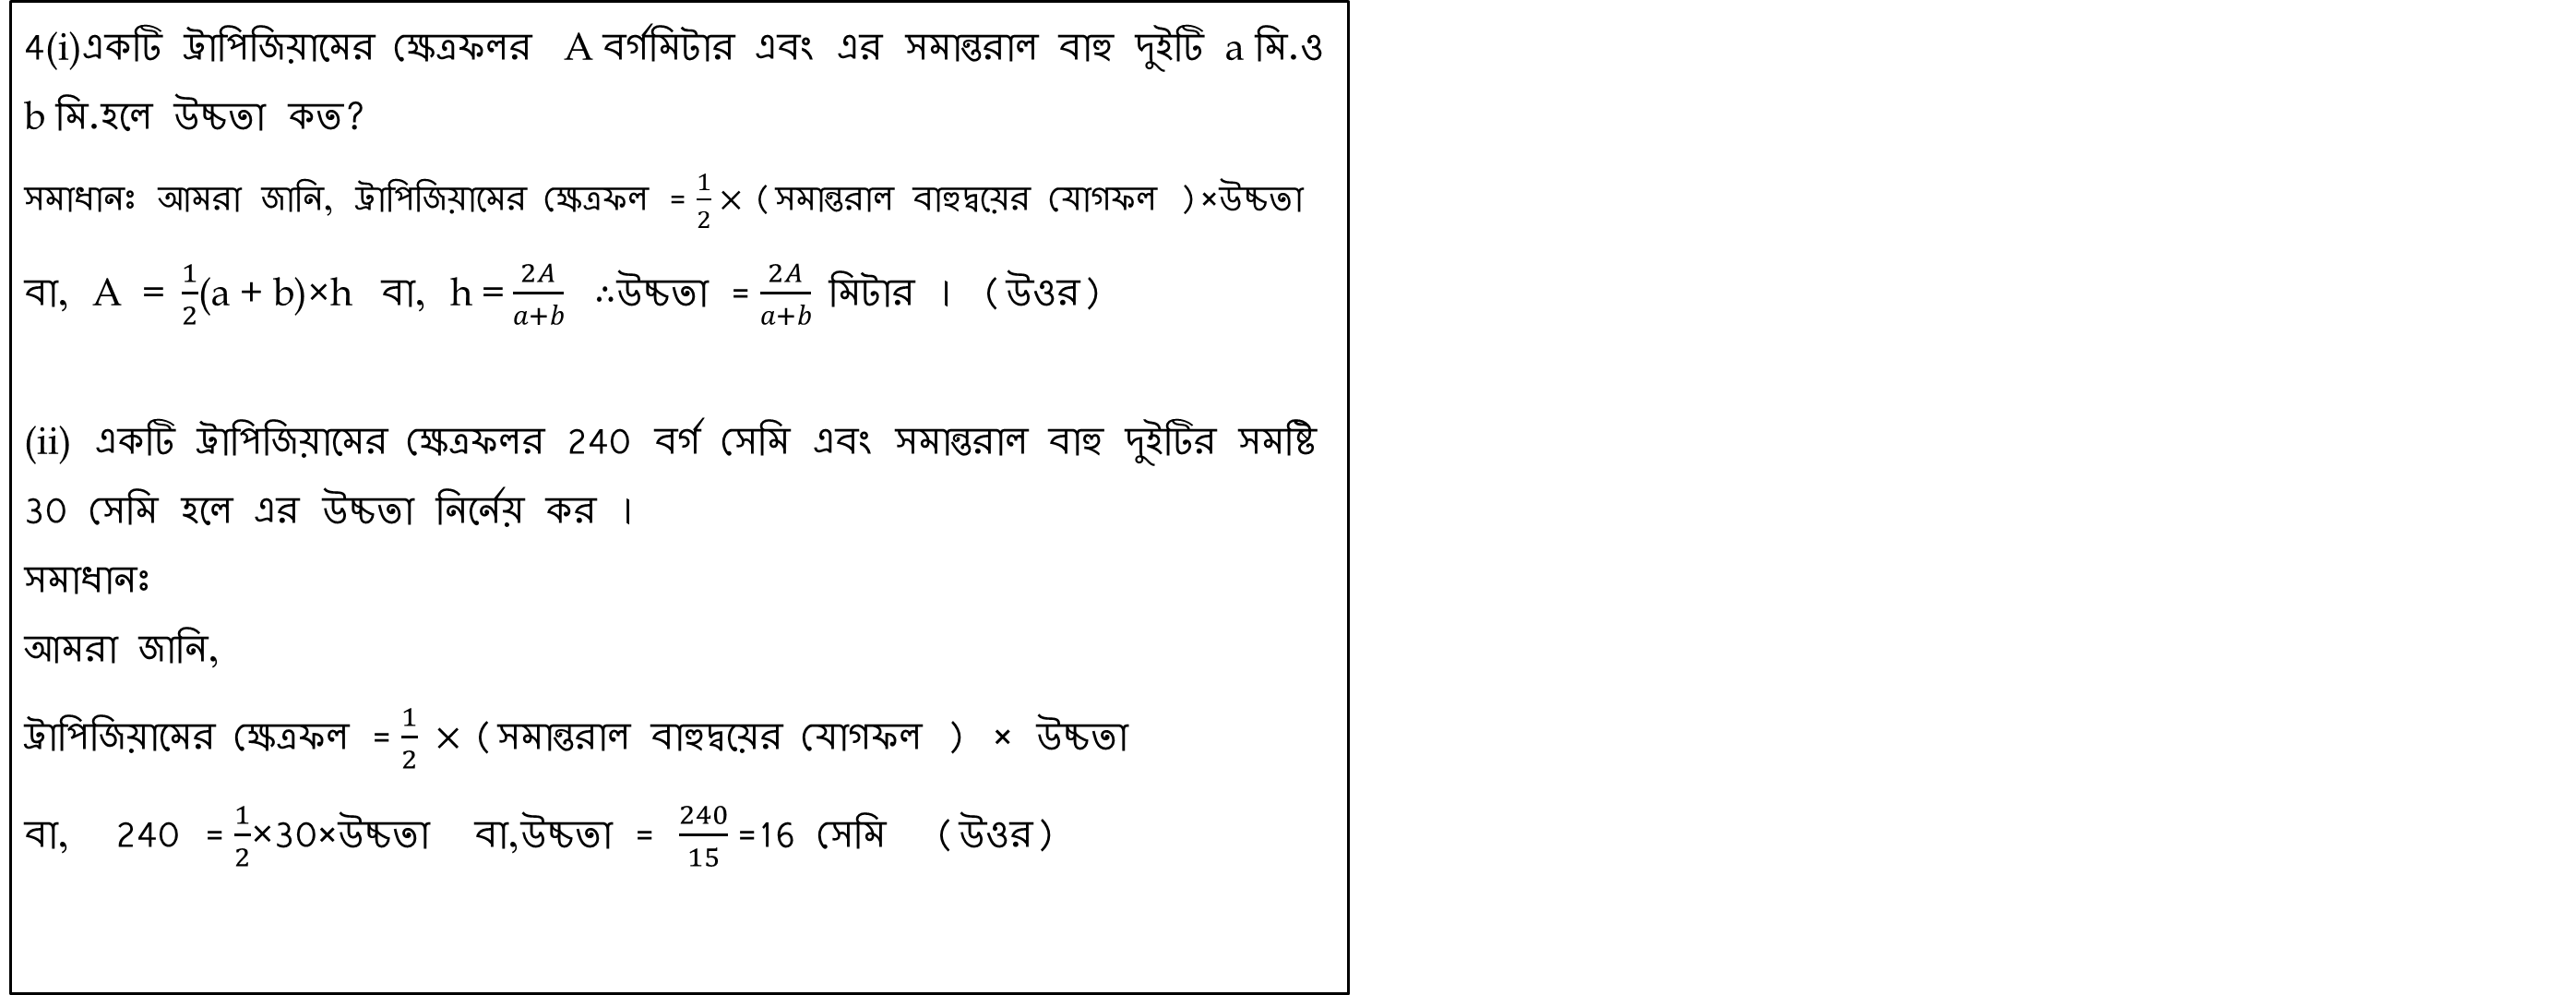 4(i)একটি ট্রাপিজিয়ামের ক্ষেত্রফলর A বর্গমিটার এবং এর সমান্তরাল বাহু দুইটি a মি.ও
b মি.হলে উচ্চতা কত?
সমাধানঃ আমরা জানি, ট্রাপিজিয়ামের ক্ষেত্রফল = 1/2 × (সমান্তরাল বাহুদ্বয়ের যোগফল )×উচ্চতা
বা, A = 1/2(a + b)×h বা, h = 2A/(a+b) ∴উচ্চতা = 2A/(a+b) মিটার । (উওর)
(ii) একটি ট্রাপিজিয়ামের ক্ষেত্রফলর 240 বর্গ সেমি এবং সমান্তরাল বাহু দুইটির সমষ্টি
30 সেমি হলে এর উচ্চতা নির্নেয় কর ।
সমাধানঃ
আমরা জানি,
ট্রাপিজিয়ামের ক্ষেত্রফল = 1/2 × (সমান্তরাল বাহুদ্বয়ের যোগফল ) × উচ্চতা
বা, 240 = 1/2×30×উচ্চতা বা,উচ্চতা = 240/15 =16 সেমি (উওর)